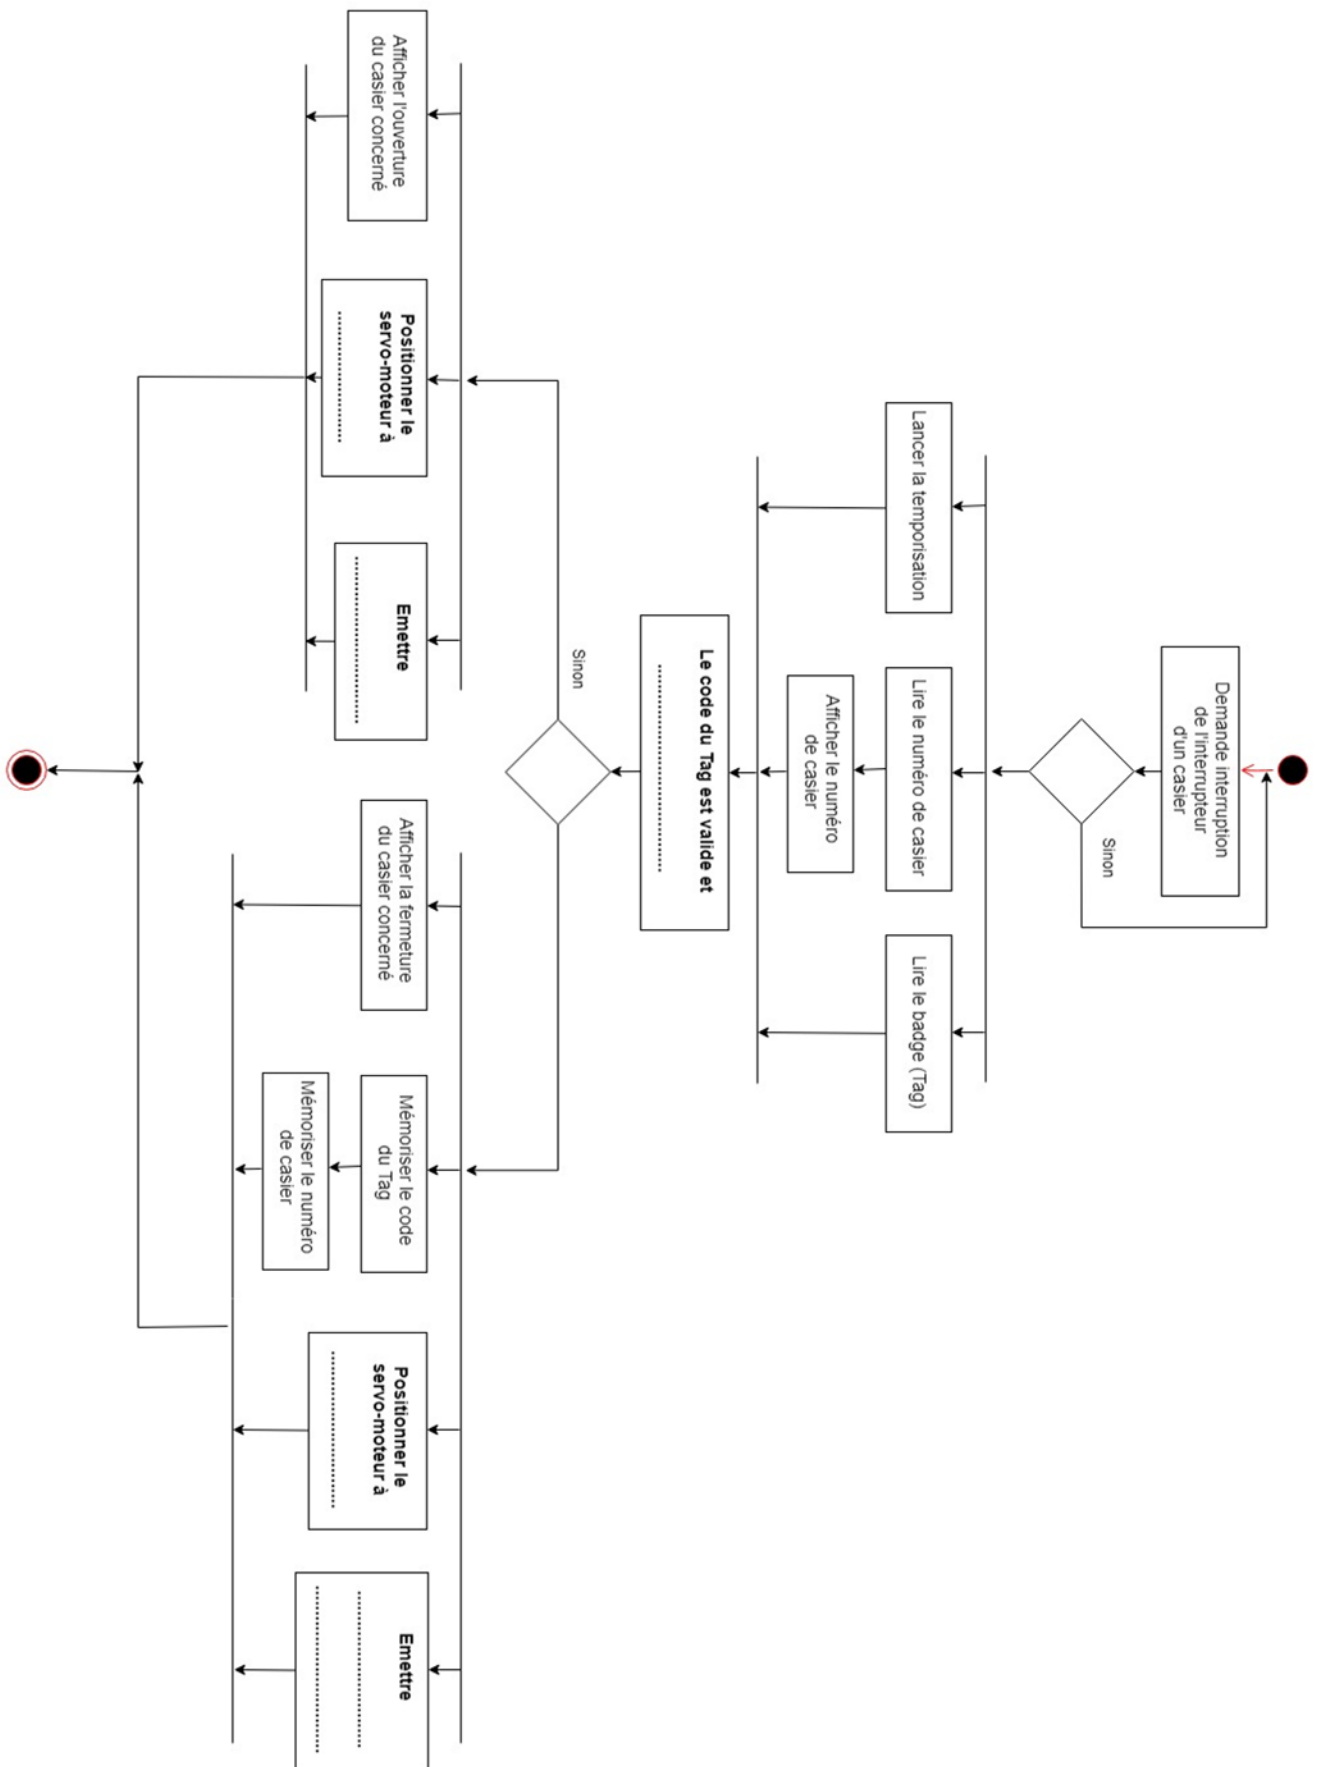 Demande interruption
de l'interrupteur
d'un casier
Sinon
Lancer la temporisation
Lire le numéro de casier
Lire le badge (Tag)
Afficher le numéro
de casier
Le code du Tag est valide et
..............................
Sinon
Afficher l'ouverture
du casier concerné
Positionner le
servo-moteur à
..............................
Emettre
..............................
Afficher la fermeture
du casier concerné
Mémoriser le code
du Tag
Mémoriser le numéro
de casier
Positionner le
servo-moteur à
..............................
Emettre
..............................
..............................